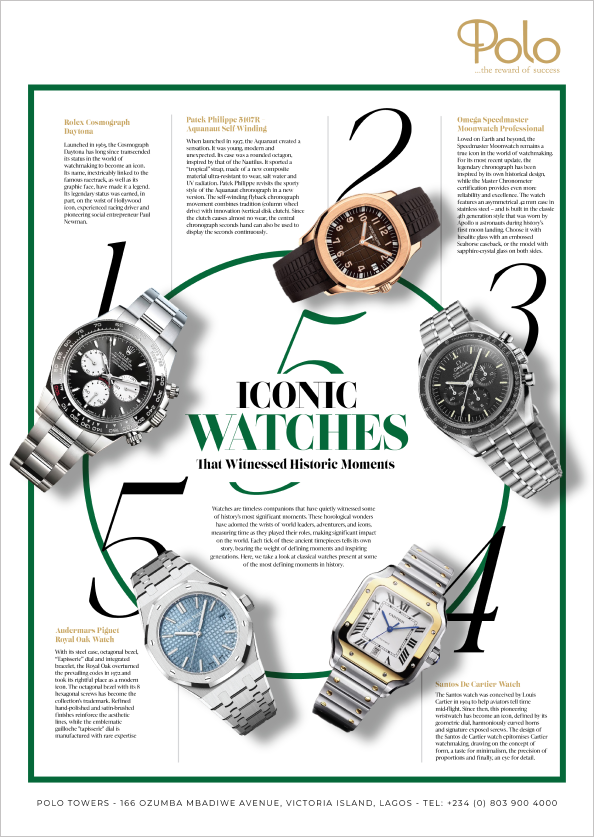 Polo
...the reward of success
Rolex Cosmograph
Daytona
Launched in 1963, the Cosmograph
Daytona has long since transcended
its status in the world of
watchmaking to become an icon.
Its name, inextricably linked to the
famous racetrack, as well as its
graphic face, have made it a legend.
Its legendary status was earned, in
part, on the wrist of Hollywood
icon, experienced racing driver and
pioneering social entrepreneur Paul
Newman.
1
Patek Philippe 5167R
Aquanaut Self Winding
When launched in 1997, the Aquanaut created a
sensation. It was young, modern and
unexpected. Its case was a rounded octagon,
inspired by that of the Nautilus. It sported a
"tropical" strap, made of a new composite
material ultra-resistant to wear, salt water and
UV radiation. Patek Philippe revisits the sporty
style of the Aquanaut chronograph in a new
version. The self-winding flyback chronograph
movement combines tradition (column wheel
drive) with innovation (vertical disk clutch). Since
the clutch causes almost no wear, the central
chronograph seconds hand can also be used to
display the seconds continuously.
2
Omega Speedmaster
Moonwatch Professional
Loved on Earth and beyond, the
Speedmaster Moonwatch remains a
true icon in the world of watchmaking.
For its most recent update, the
legendary chronograph has been
inspired by its own historical design,
while the Master Chronometer
certification provides even more
reliability and excellence. The watch
features an asymmetrical 42mm case in
stainless steel – and is built in the classic
4th generation style that was worn by
Apollo 11 astronauts during history's
first moon landing. Choose it with
hesalite glass with an embossed
Seahorse caseback, or the model with
sapphire-crystal glass on both sides.
3
5
ICONIC
WATCHES
That Witnessed Historic Moments
Watches are timeless companions that have quietly witnessed some
of history's most significant moments. These horological wonders
have adorned the wrists of world leaders, adventurers, and icons,
measuring time as they played their roles, making significant impact
on the world. Each tick of these ancient timepieces tells its own
story, bearing the weight of defining moments and inspiring
generations. Here, we take a look at classical watches present at some
of the most defining moments in history.
5
Audermars Piguet
Royal Oak Watch
With its steel case, octagonal bezel,
"Tapisserie" dial and integrated
bracelet, the Royal Oak overturned
the prevailing codes in 1972 and
took its rightful place as a modern
icon. The octagonal bezel with its 8
hexagonal screws has become the
collection's trademark. Refined
hand-polished and satin-brushed
finishes reinforce the aesthetic
lines, while the emblematic
guilloche "tapisserie" dial is
manufactured with rare expertise
4
Santos De Cartier Watch
The Santos watch was conceived by Louis
Cartier in 1904 to help aviators tell time
mid-flight. Since then, this pioneering
wristwatch has become an icon, defined by its
geometric dial, harmoniously curved horns
and signature exposed screws. The design of
the Santos de Cartier watch epitomises Cartier
watchmaking, drawing on the concept of
form, a taste for minimalism, the precision of
proportions and finally, an eye for detail.
POLO TOWERS - 166 OZUMBA MBADIWE AVENUE, VICTORIA ISLAND, LAGOS - TEL: +234 (0) 803 900 4000